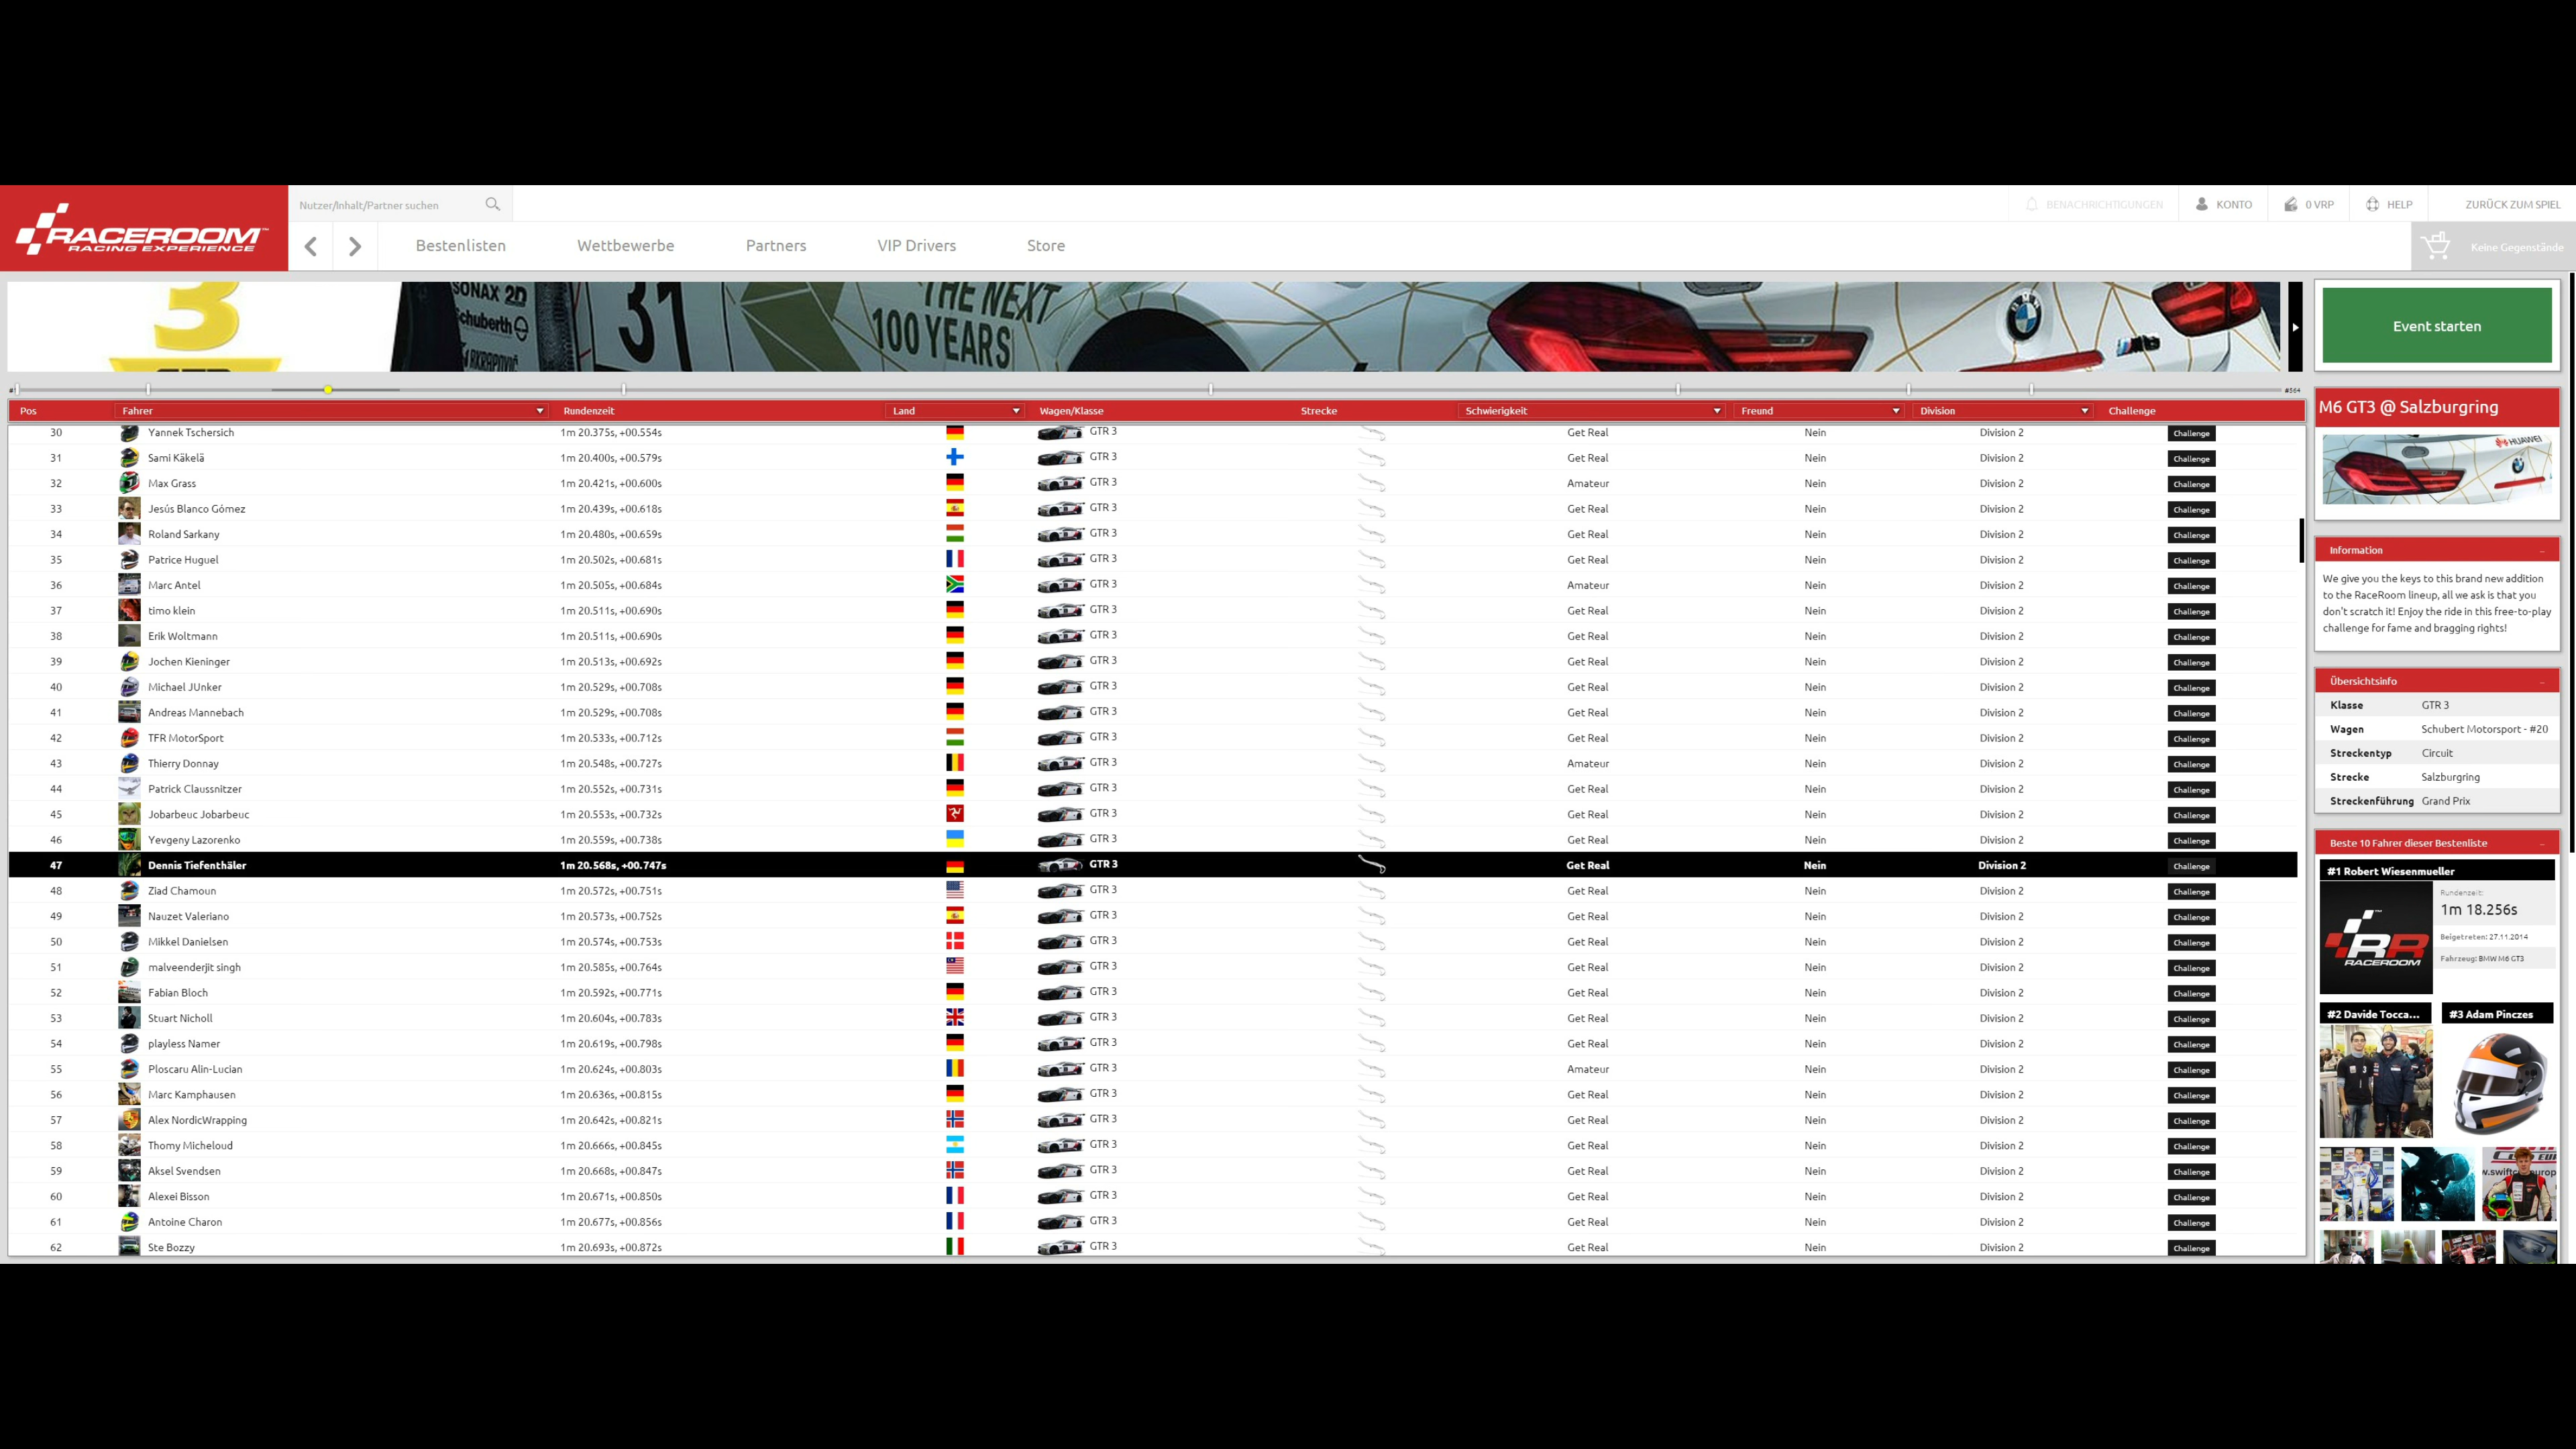 RACEROOM
RACING EXPERIENCE
Nutzer/Inhalt/Partner suchen
BENACHRICHTIGUNGEN
KONTO
0 VRP
HELP
ZURÜCK ZUM SPIEL
Bestenlisten
Wettbewerbe
Partners
VIP Drivers
Store
Keine Gegenstände
3
SONAX 2D
Schuberth
31
THE NEXT
100 YEARS
Event starten
#564
Pos Fahrer Rundenzeit Land Wagen/Klasse Strecke Schwierigkeit Freund Division Challenge
30 Yannek Tschersich 1m 20.375s, +00.554s GTR 3 Get Real Nein Division 2 Challenge
31 Sami Käkelä 1m 20.400s, +00.579s GTR 3 Get Real Nein Division 2 Challenge
32 Max Grass 1m 20.421s, +00.600s GTR 3 Amateur Nein Division 2 Challenge
33 Jesús Blanco Gómez 1m 20.439s, +00.618s GTR 3 Get Real Nein Division 2 Challenge
34 Roland Sarkany 1m 20.480s, +00.659s GTR 3 Get Real Nein Division 2 Challenge
35 Patrice Huguel 1m 20.502s, +00.681s GTR 3 Get Real Nein Division 2 Challenge
36 Marc Antel 1m 20.505s, +00.684s GTR 3 Amateur Nein Division 2 Challenge
37 timo klein 1m 20.511s, +00.690s GTR 3 Get Real Nein Division 2 Challenge
38 Erik Woltmann 1m 20.511s, +00.690s GTR 3 Get Real Nein Division 2 Challenge
39 Jochen Kieninger 1m 20.513s, +00.692s GTR 3 Get Real Nein Division 2 Challenge
40 Michael JUnker 1m 20.529s, +00.708s GTR 3 Get Real Nein Division 2 Challenge
41 Andreas Mannebach 1m 20.529s, +00.708s GTR 3 Get Real Nein Division 2 Challenge
42 TFR MotorSport 1m 20.533s, +00.712s GTR 3 Get Real Nein Division 2 Challenge
43 Thierry Donnay 1m 20.548s, +00.727s GTR 3 Amateur Nein Division 2 Challenge
44 Patrick Claussnitzer 1m 20.552s, +00.731s GTR 3 Get Real Nein Division 2 Challenge
45 Jobarbeuc Jobarbeuc 1m 20.553s, +00.732s GTR 3 Get Real Nein Division 2 Challenge
46 Yevgeny Lazorenko 1m 20.559s, +00.738s GTR 3 Get Real Nein Division 2 Challenge
47 Dennis Tiefenthäler 1m 20.568s, +00.747s GTR 3 Get Real Nein Division 2 Challenge
48 Ziad Chamoun 1m 20.572s, +00.751s GTR 3 Get Real Nein Division 2 Challenge
49 Nauzet Valeriano 1m 20.573s, +00.752s GTR 3 Get Real Nein Division 2 Challenge
50 Mikkel Danielsen 1m 20.574s, +00.753s GTR 3 Get Real Nein Division 2 Challenge
51 malveenderjit singh 1m 20.585s, +00.764s GTR 3 Get Real Nein Division 2 Challenge
52 Fabian Bloch 1m 20.592s, +00.771s GTR 3 Get Real Nein Division 2 Challenge
53 Stuart Nicholl 1m 20.604s, +00.783s GTR 3 Get Real Nein Division 2 Challenge
54 playless Namer 1m 20.619s, +00.798s GTR 3 Get Real Nein Division 2 Challenge
55 Ploscaru Alin-Lucian 1m 20.624s, +00.803s GTR 3 Amateur Nein Division 2 Challenge
56 Marc Kamphausen 1m 20.636s, +00.815s GTR 3 Get Real Nein Division 2 Challenge
57 Alex NordicWrapping 1m 20.642s, +00.821s GTR 3 Get Real Nein Division 2 Challenge
58 Thomy Micheloud 1m 20.666s, +00.845s GTR 3 Get Real Nein Division 2 Challenge
59 Aksel Svendsen 1m 20.668s, +00.847s GTR 3 Get Real Nein Division 2 Challenge
60 Alexei Bisson 1m 20.671s, +00.850s GTR 3 Get Real Nein Division 2 Challenge
61 Antoine Charon 1m 20.677s, +00.856s GTR 3 Get Real Nein Division 2 Challenge
62 Ste Bozzy 1m 20.693s, +00.872s GTR 3 Get Real Nein Division 2 Challenge
M6 GT3 @ Salzburgring
HUAWEI
Information
We give you the keys to this brand new addition
to the RaceRoom lineup, all we ask is that you
don't scratch it! Enjoy the ride in this free-to-play
challenge for fame and bragging rights!
Übersichtsinfo
Klasse GTR 3
Wagen Schubert Motorsport - #20
Streckentyp Circuit
Strecke Salzburgring
Streckenführung Grand Prix
Beste 10 Fahrer dieser Bestenliste
#1 Robert Wiesenmueller
Rundenzeit:
1m 18.256s
Beigetreten: 27.11.2014
Fahrzeug: BMW M6 GT3
RR
RACEROOM
#2 Davide Tocca...
#3 Adam Pinczes